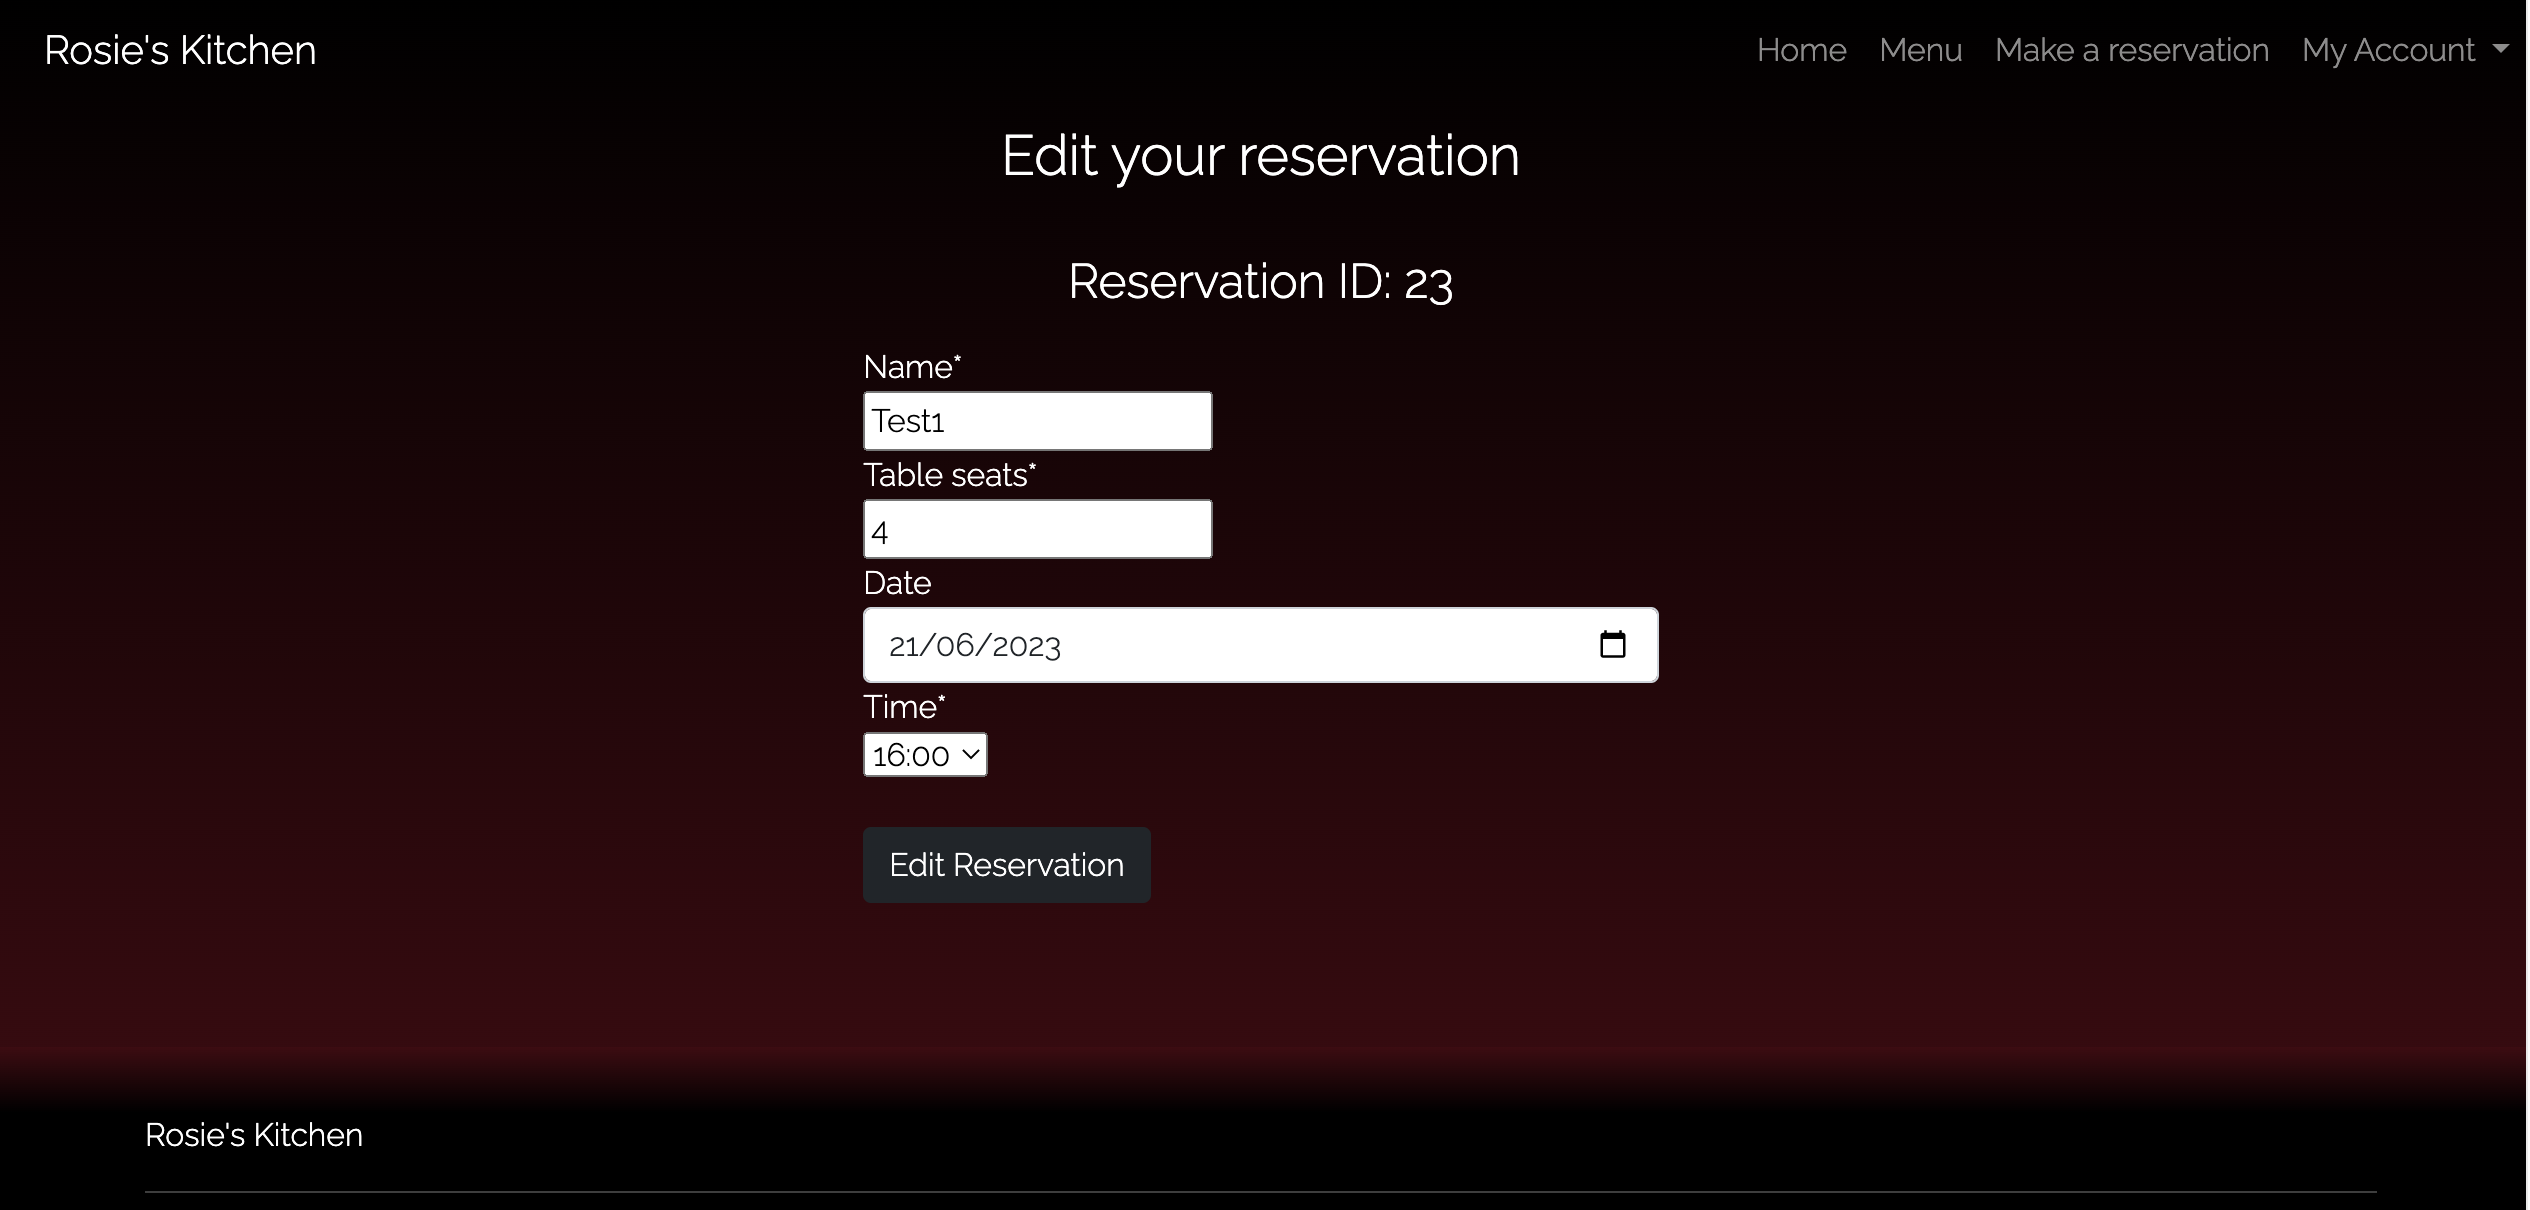 Rosie's Kitchen Home Menu Make a reservation My Account
Edit your reservation
Reservation ID: 23
Name*
Test1
Table seats*
4
Date
21/06/2023
Time*
16:00
Edit Reservation
Rosie's Kitchen